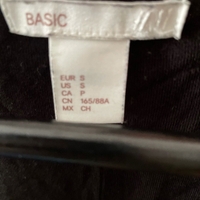 BASIC
EUR S
US S
CA P
CN 165/88A
MX CH